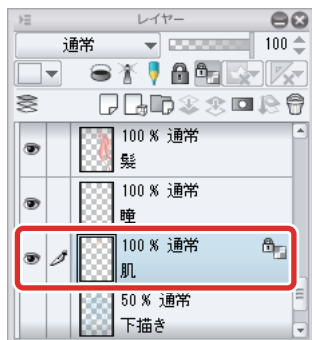 レイヤー
通常 100
100 % 通常
髪
100 % 通常
瞳
100 % 通常
肌
50 % 通常
下描き